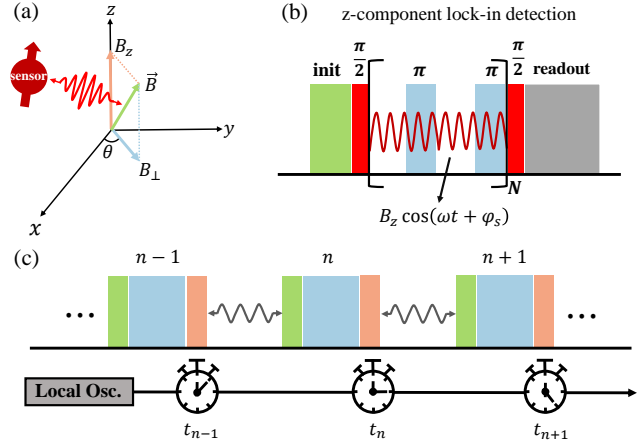 (a)
z
B_z
\vec{B}
sensor
y
θ
B_⊥
x
(b)
z-component lock-in detection
init
π/2
π
π
π/2
readout
N
B_z cos(ωt + φ_s)
(c)
n − 1
n
n + 1
...
...
Local Osc.
t_{n−1}
t_n
t_{n+1}